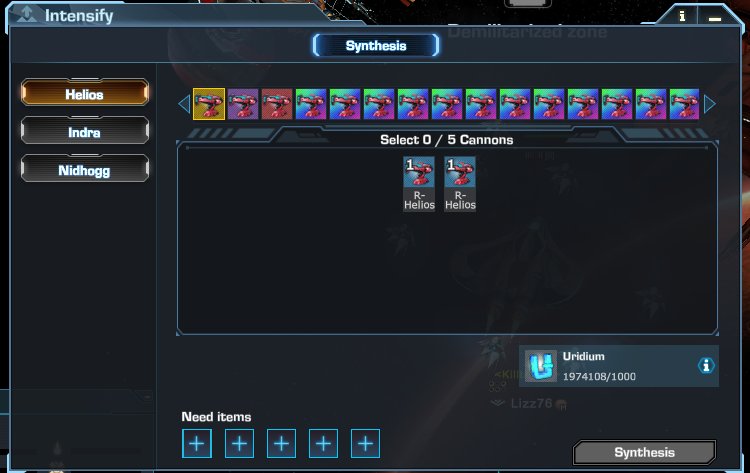 Intensify
Demilitarized zone
Synthesis
Helios
Indra
Nidhogg
Select 0 / 5 Cannons
1
1
R-
Helios
R-
Helios
Uridium
1974108/1000
Lizz76
Need items
Synthesis